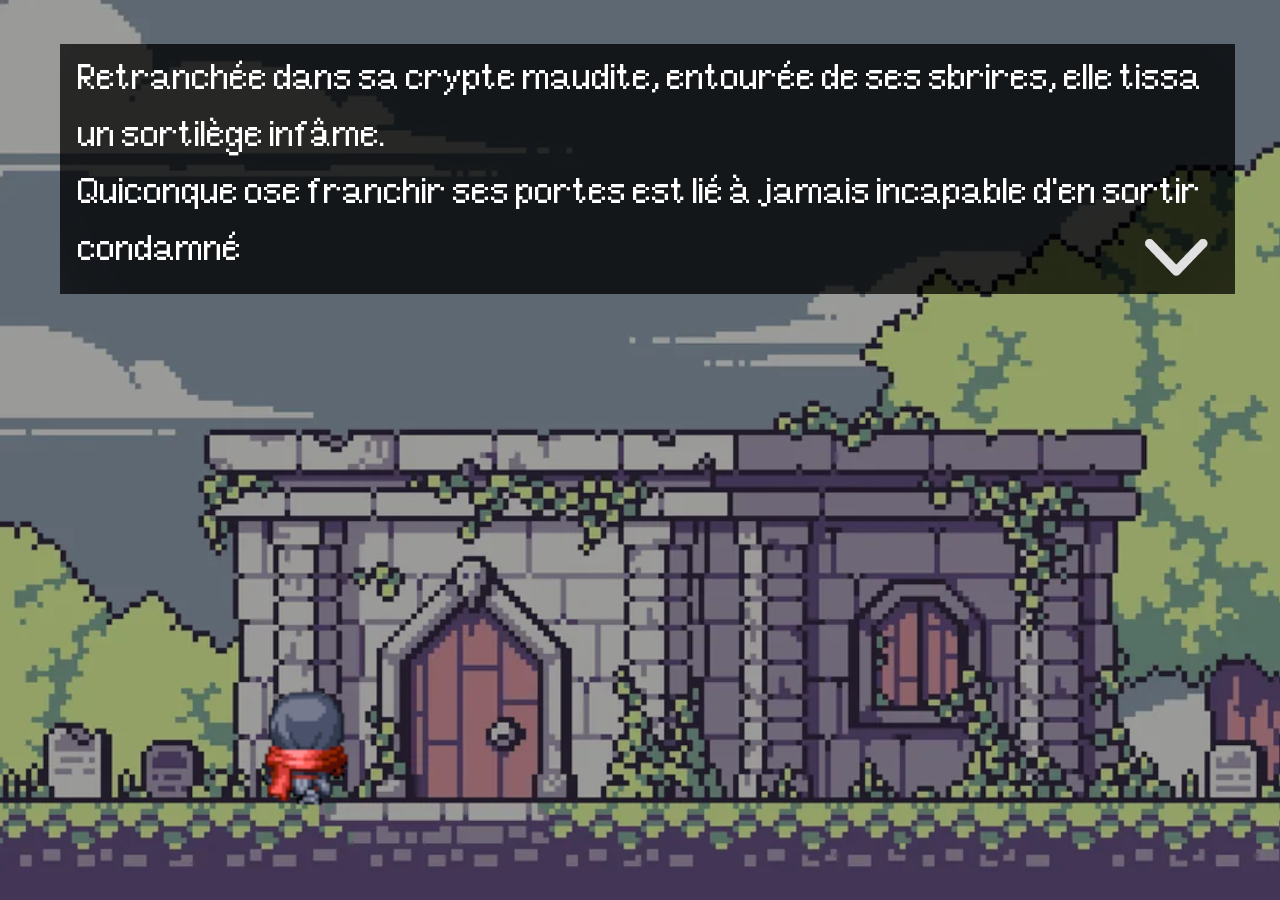 Retranchée dans sa crypte maudite, entourée de ses sbrires, elle tissa
un sortilège infâme.
Quiconque ose franchir ses portes est lié à jamais incapable d'en sortir
condamné